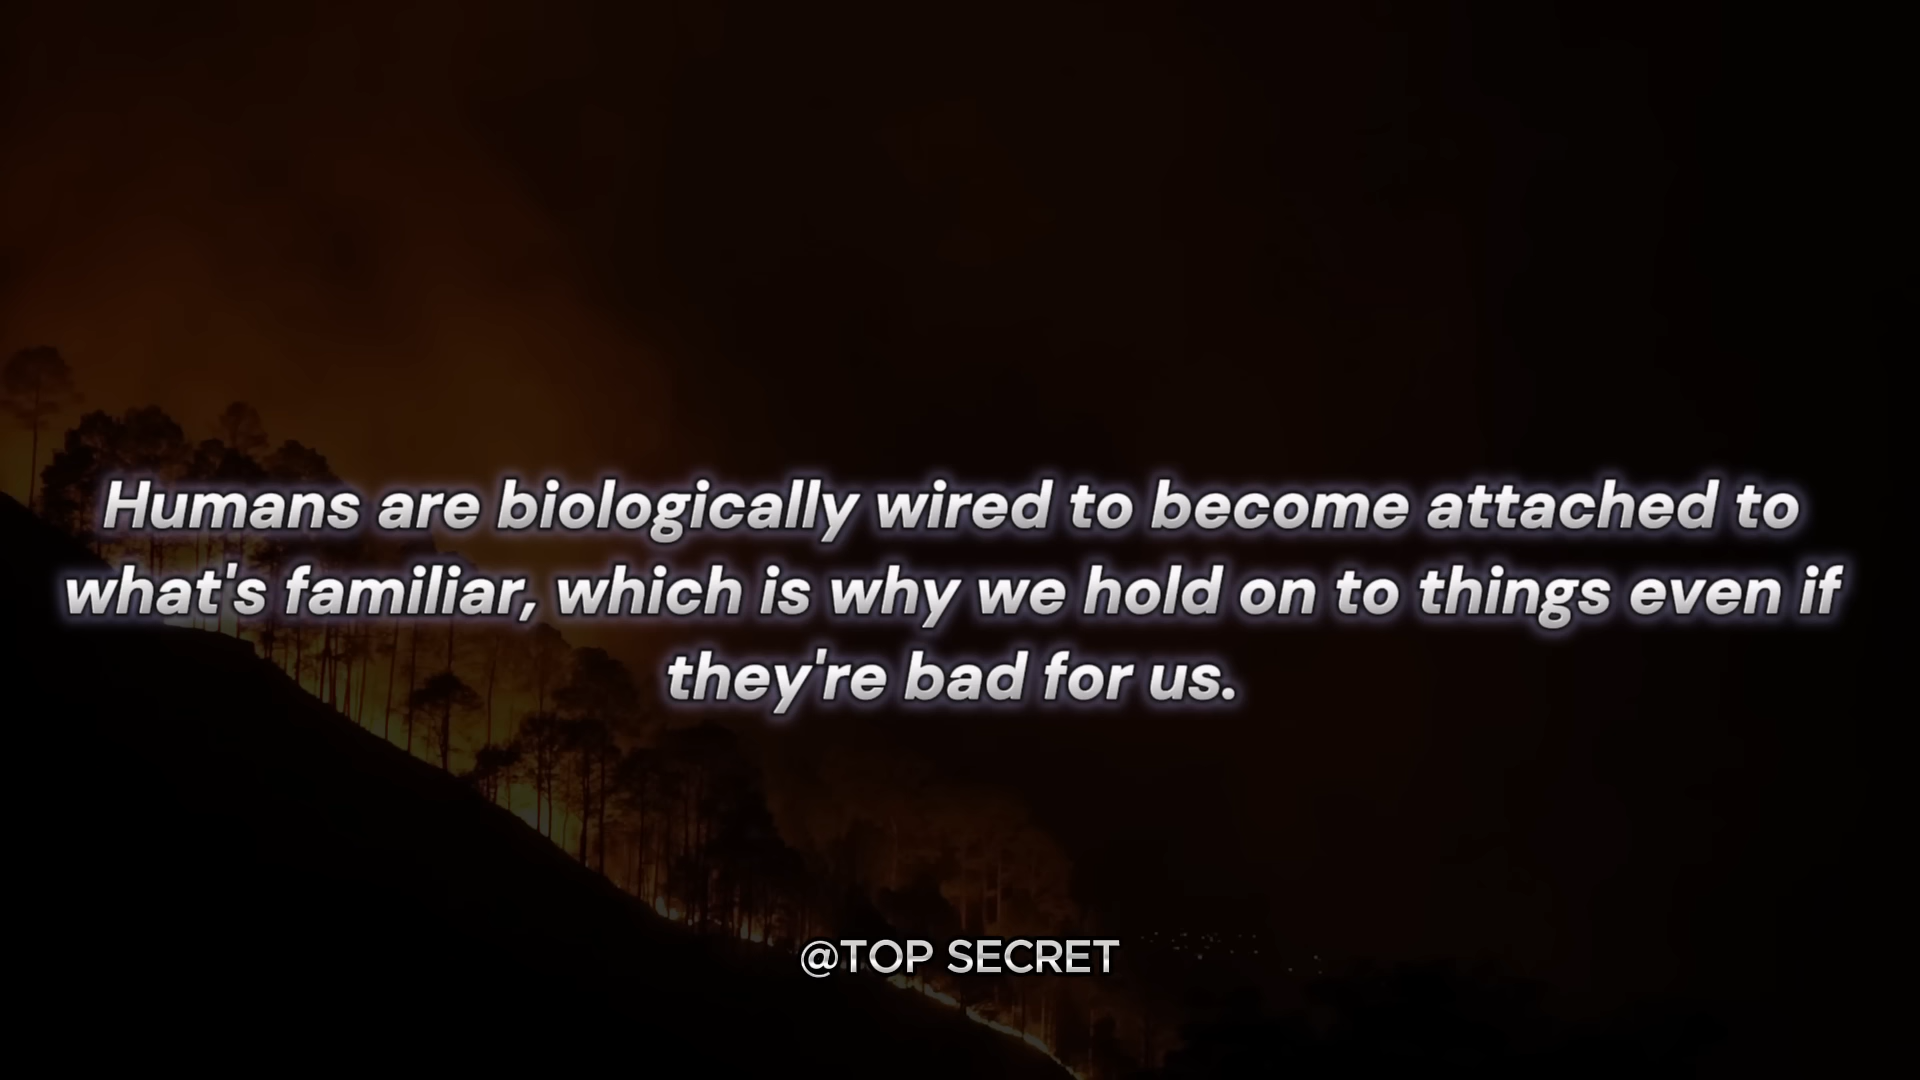 Humans are biologically wired to become attached to
what's familiar, which is why we hold on to things even if
they're bad for us.
@TOP SECRET